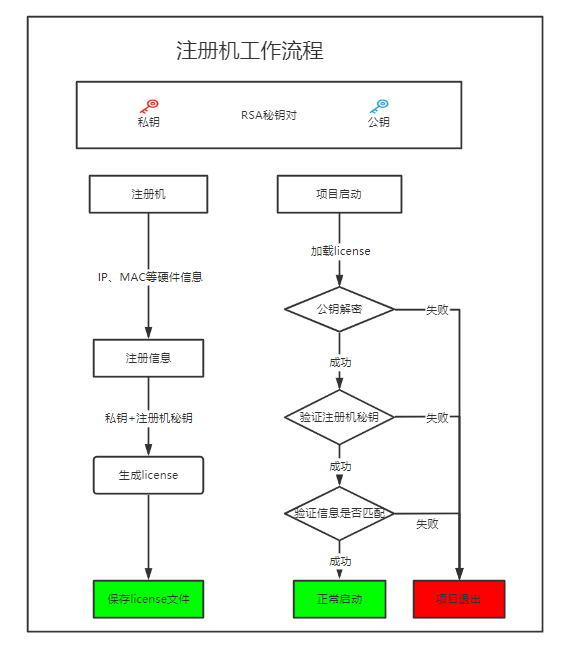 注册机工作流程
私钥
RSA秘钥对
公钥
注册机
IP、MAC等硬件信息
注册信息
私钥+注册机秘钥
生成license
保存license文件
项目启动
加载license
公钥解密
失败
成功
验证注册机秘钥
失败
成功
验证信息是否匹配
失败
成功
正常启动
项目退出